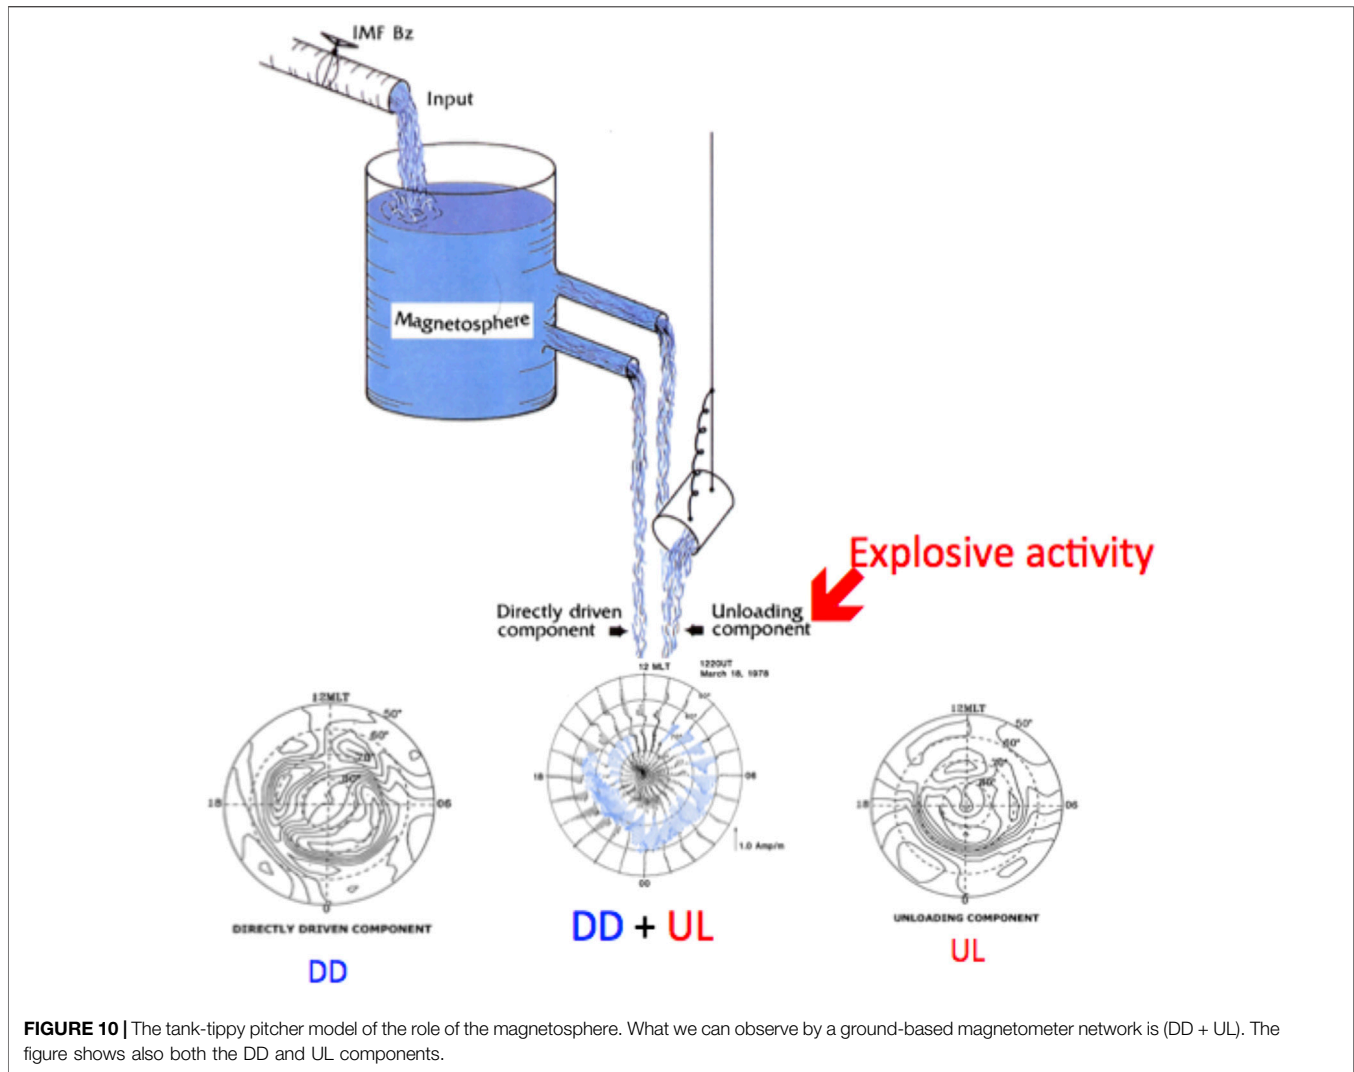 IMF Bz
Input
Magnetosphere
Explosive activity
Directly driven
component
Unloading
component
12 MLT
1220UT
March 18, 1978
50°
60°
70°
18
06
00
1.0 Amp/m
12MLT
50°
60°
70°
80°
18
06
0
DIRECTLY DRIVEN COMPONENT
DD
DD + UL
12MLT
50°
60°
70°
80°
18
06
0
UNLOADING COMPONENT
UL
FIGURE 10 | The tank-tippy pitcher model of the role of the magnetosphere. What we can observe by a ground-based magnetometer network is (DD + UL). The
figure shows also both the DD and UL components.